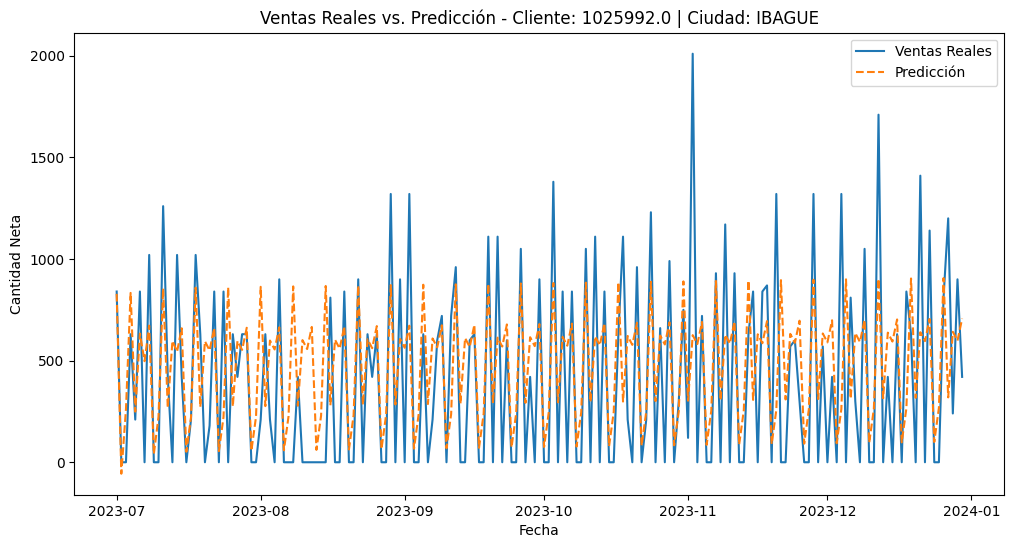 Ventas Reales vs. Predicción - Cliente: 1025992.0 | Ciudad: IBAGUE
Ventas Reales
Predicción
Cantidad Neta
2000
1500
1000
500
0
2023-07
2023-08
2023-09
2023-10
2023-11
2023-12
2024-01
Fecha